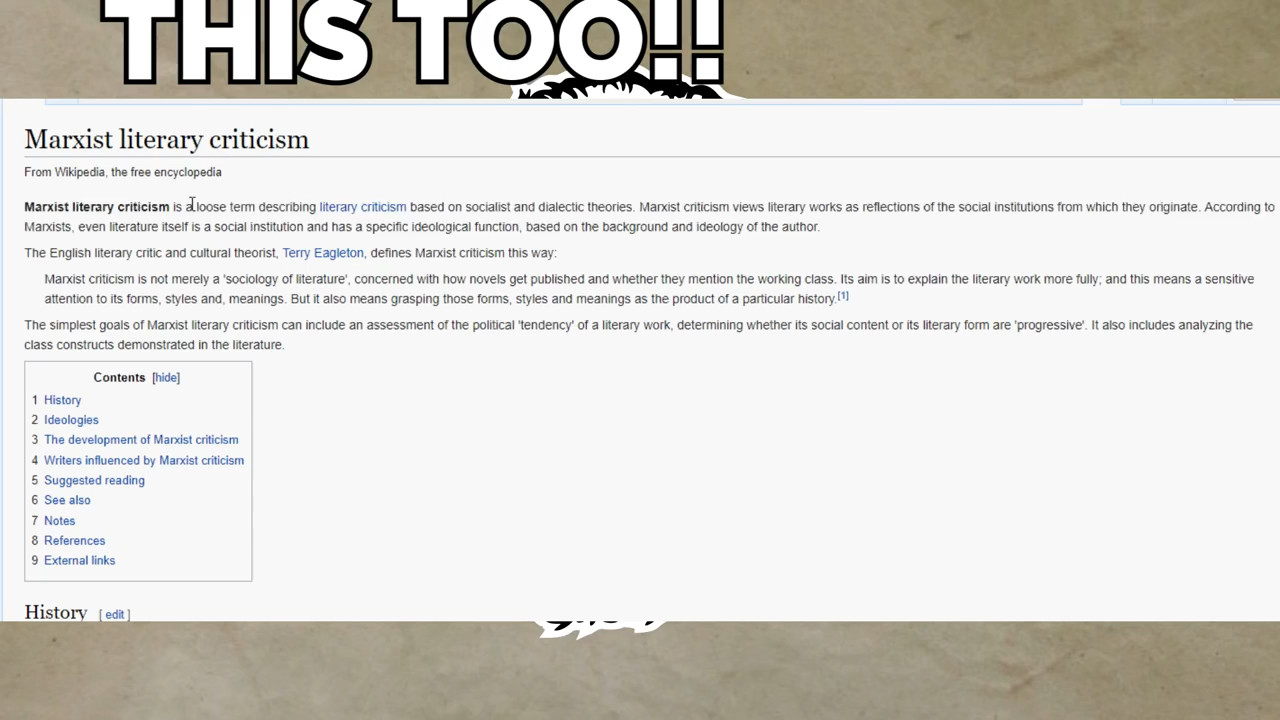 THIS TOO!!
Marxist literary criticism
From Wikipedia, the free encyclopedia
Marxist literary criticism is a loose term describing literary criticism based on socialist and dialectic theories. Marxist criticism views literary works as reflections of the social institutions from which they originate. According to
Marxists, even literature itself is a social institution and has a specific ideological function, based on the background and ideology of the author.
The English literary critic and cultural theorist, Terry Eagleton, defines Marxist criticism this way:
Marxist criticism is not merely a 'sociology of literature', concerned with how novels get published and whether they mention the working class. Its aim is to explain the literary work more fully; and this means a sensitive
attention to its forms, styles and, meanings. But it also means grasping those forms, styles and meanings as the product of a particular history.[1]
The simplest goals of Marxist literary criticism can include an assessment of the political 'tendency' of a literary work, determining whether its social content or its literary form are 'progressive'. It also includes analyzing the
class constructs demonstrated in the literature.
Contents [hide]
1 History
2 Ideologies
3 The development of Marxist criticism
4 Writers influenced by Marxist criticism
5 Suggested reading
6 See also
7 Notes
8 References
9 External links
History [ edit ]